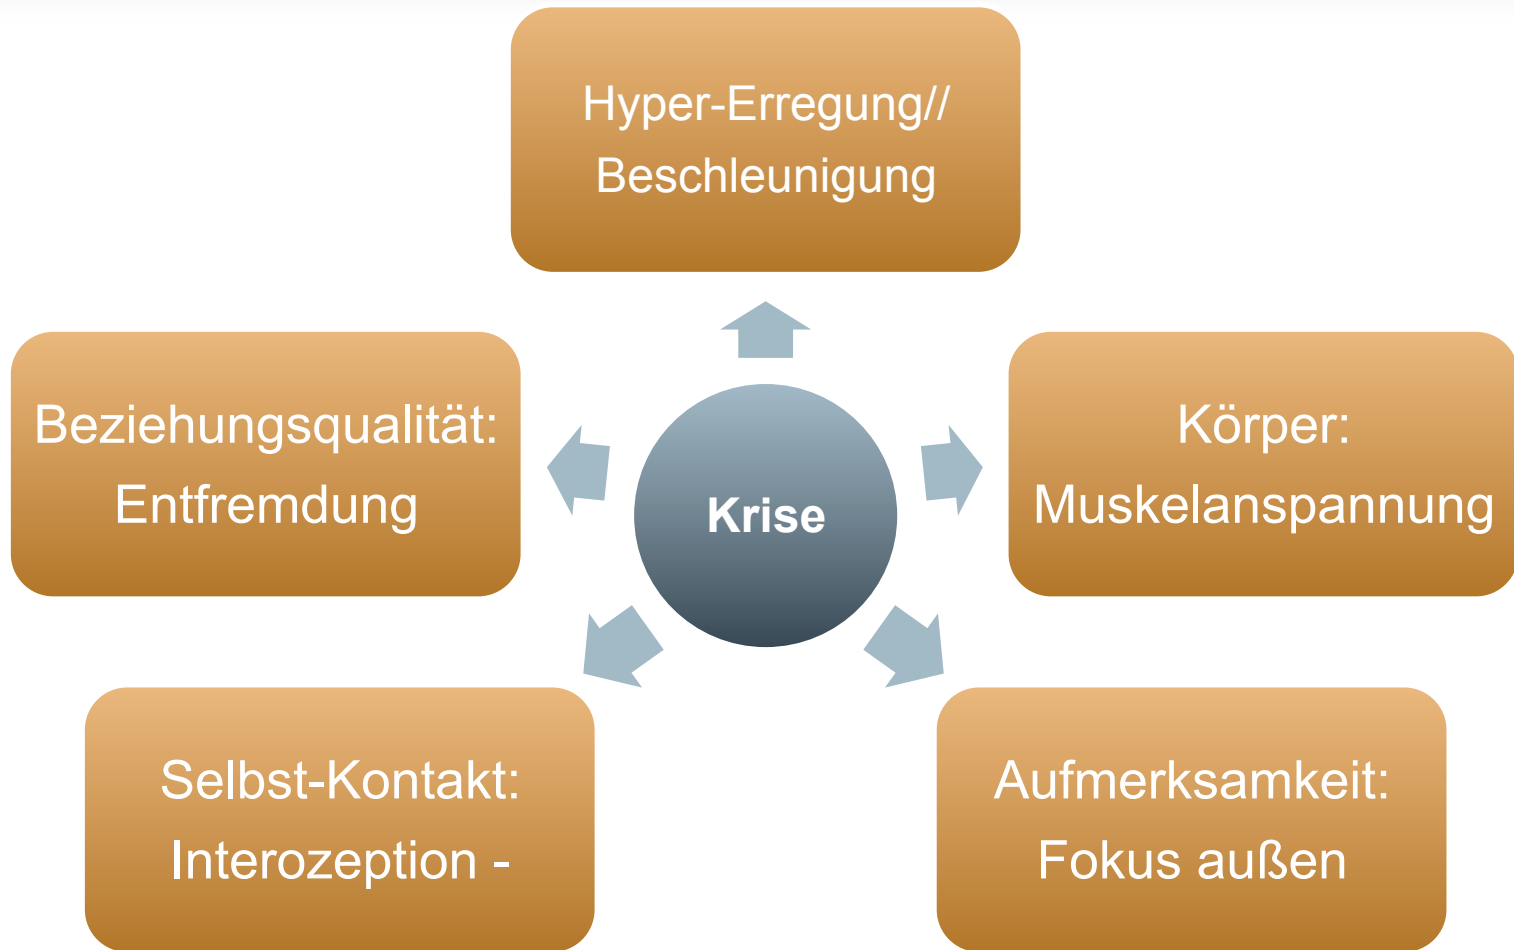 Hyper-Erregung//
Beschleunigung
Beziehungsqualität:
Entfremdung
Krise
Körper:
Muskelanspannung
Selbst-Kontakt:
Interozeption -
Aufmerksamkeit:
Fokus außen